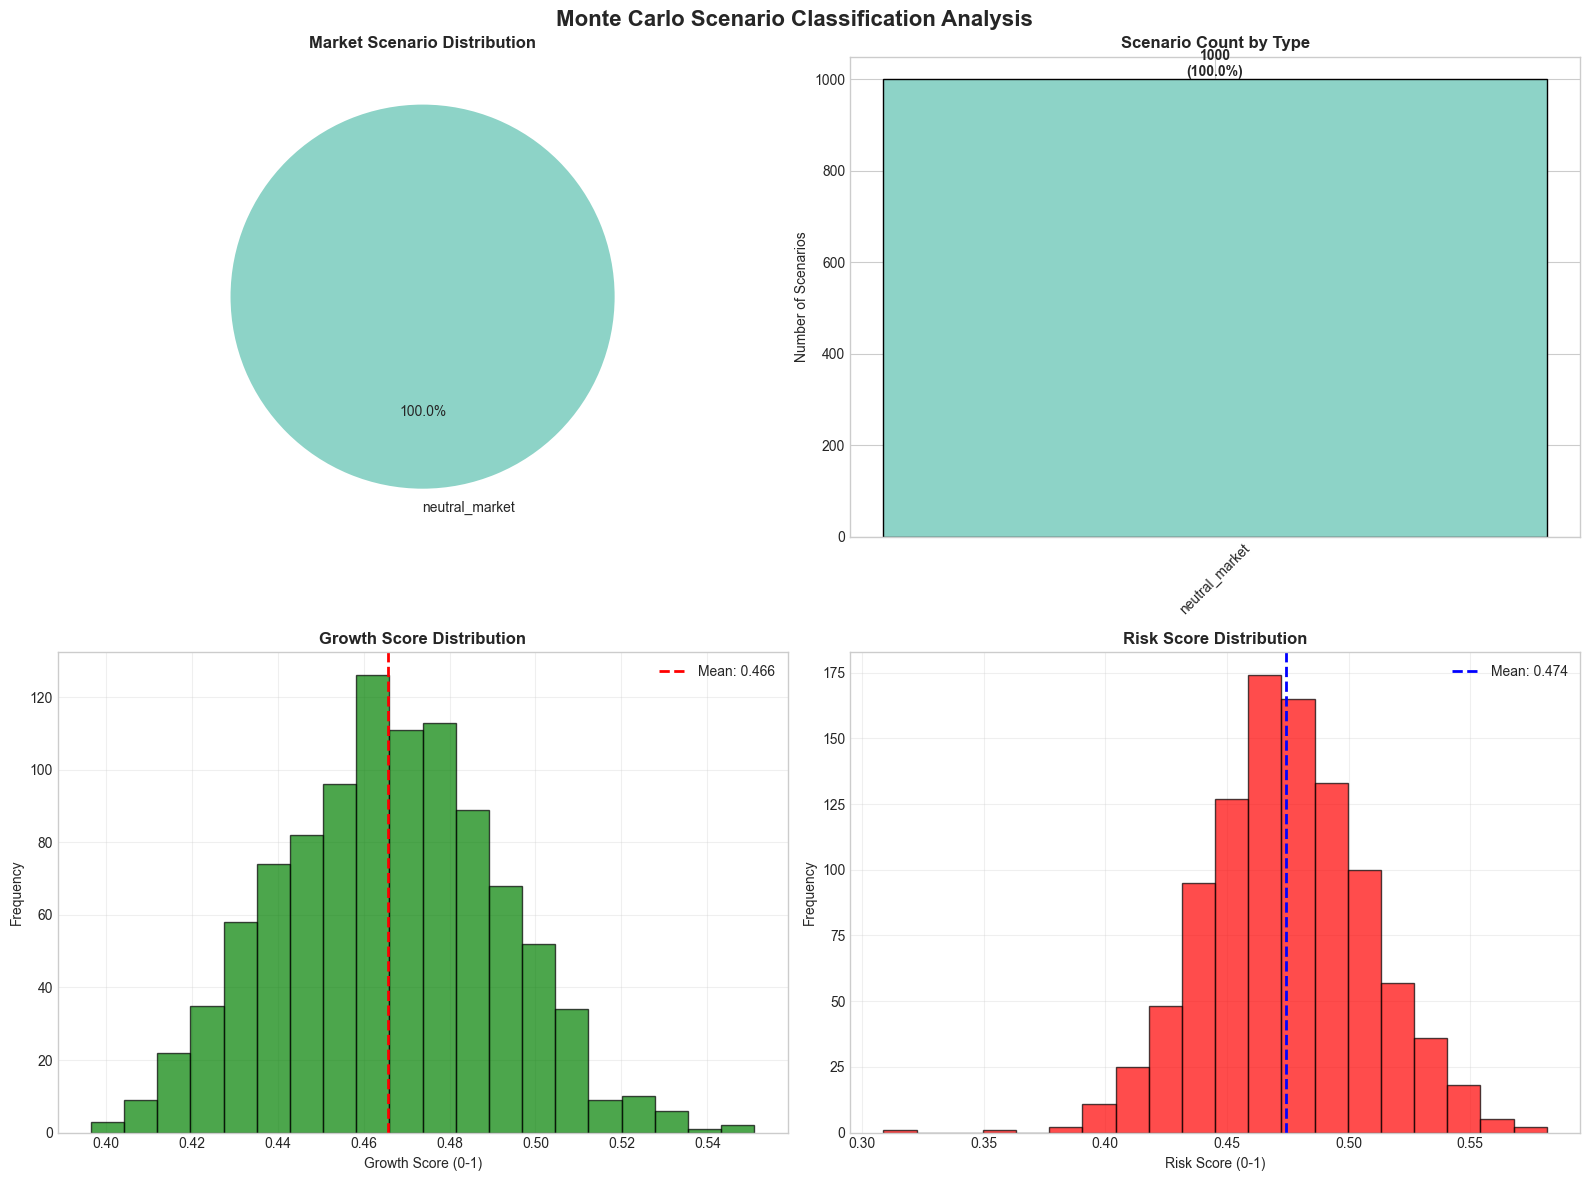 Monte Carlo Scenario Classification Analysis
Market Scenario Distribution
100.0%
neutral_market
Scenario Count by Type
1000
(100.0%)
1000
800
600
400
200
0
Number of Scenarios
neutral_market
Growth Score Distribution
Mean: 0.466
120
100
80
60
40
20
0
Frequency
0.40 0.42 0.44 0.46 0.48 0.50 0.52 0.54
Growth Score (0-1)
Risk Score Distribution
Mean: 0.474
175
150
125
100
75
50
25
0
Frequency
0.30 0.35 0.40 0.45 0.50 0.55
Risk Score (0-1)